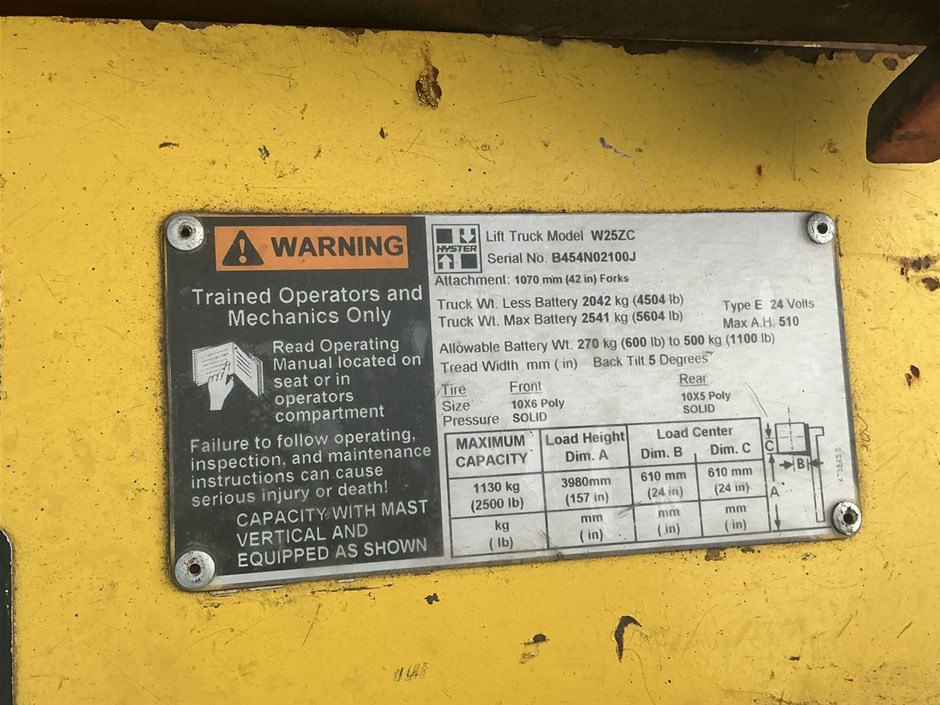 WARNING
Trained Operators and
Mechanics Only
Read Operating
Manual located on
seat or in
operators
compartment
Failure to follow operating,
inspection, and maintenance
instructions can cause
serious injury or death!
CAPACITY WITH MAST
VERTICAL AND
EQUIPPED AS SHOWN
HYSTER
Lift Truck Model W25ZC
Serial No. B454N02100J
Attachment: 1070 mm (42 in) Forks
Truck Wt. Less Battery 2042 kg (4504 lb) Type E 24 Volts
Truck Wt. Max Battery 2541 kg (5604 lb) Max A.H. 510
Allowable Battery Wt. 270 kg (600 lb) to 500 kg (1100 lb)
Tread Width mm ( in) Back Tilt 5 Degrees
Tire Front Rear
Size 10X6 Poly 10X5 Poly
Pressure SOLID SOLID
MAXIMUM CAPACITY Load Height Dim. A Load Center Dim. B Dim. C
1130 kg 3980mm 610 mm 610 mm
(2500 lb) (157 in) (24 in) (24 in)
kg mm mm mm
( lb) ( in) ( in) ( in)
C
B
A